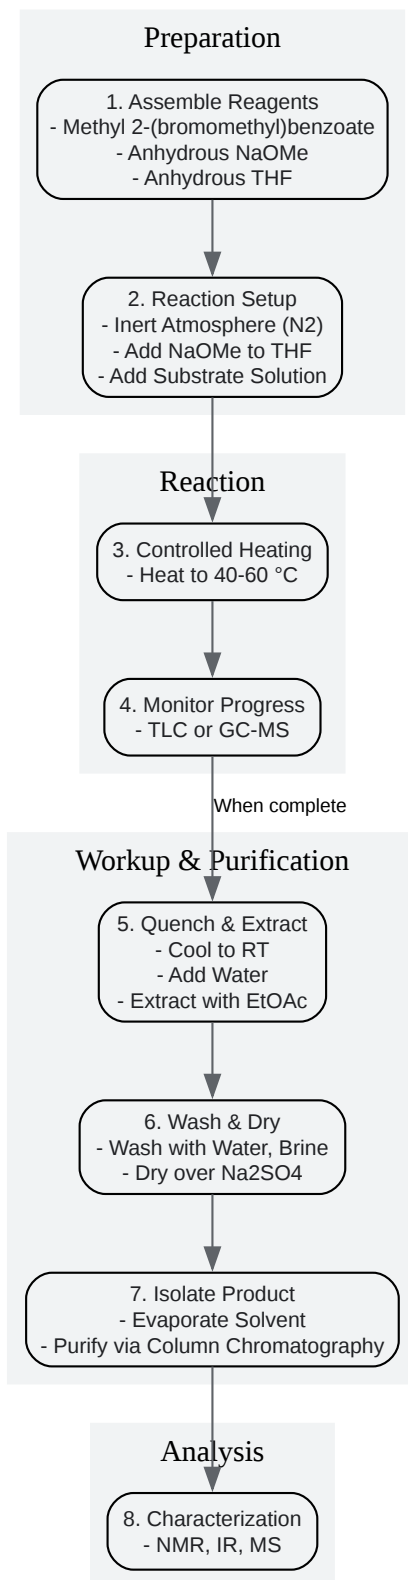 Preparation
1. Assemble Reagents
- Methyl 2-(bromomethyl)benzoate
- Anhydrous NaOMe
- Anhydrous THF
2. Reaction Setup
- Inert Atmosphere (N2)
- Add NaOMe to THF
- Add Substrate Solution
Reaction
3. Controlled Heating
- Heat to 40-60 °C
4. Monitor Progress
- TLC or GC-MS
When complete
Workup & Purification
5. Quench & Extract
- Cool to RT
- Add Water
- Extract with EtOAc
6. Wash & Dry
- Wash with Water, Brine
- Dry over Na2SO4
7. Isolate Product
- Evaporate Solvent
- Purify via Column Chromatography
Analysis
8. Characterization
- NMR, IR, MS